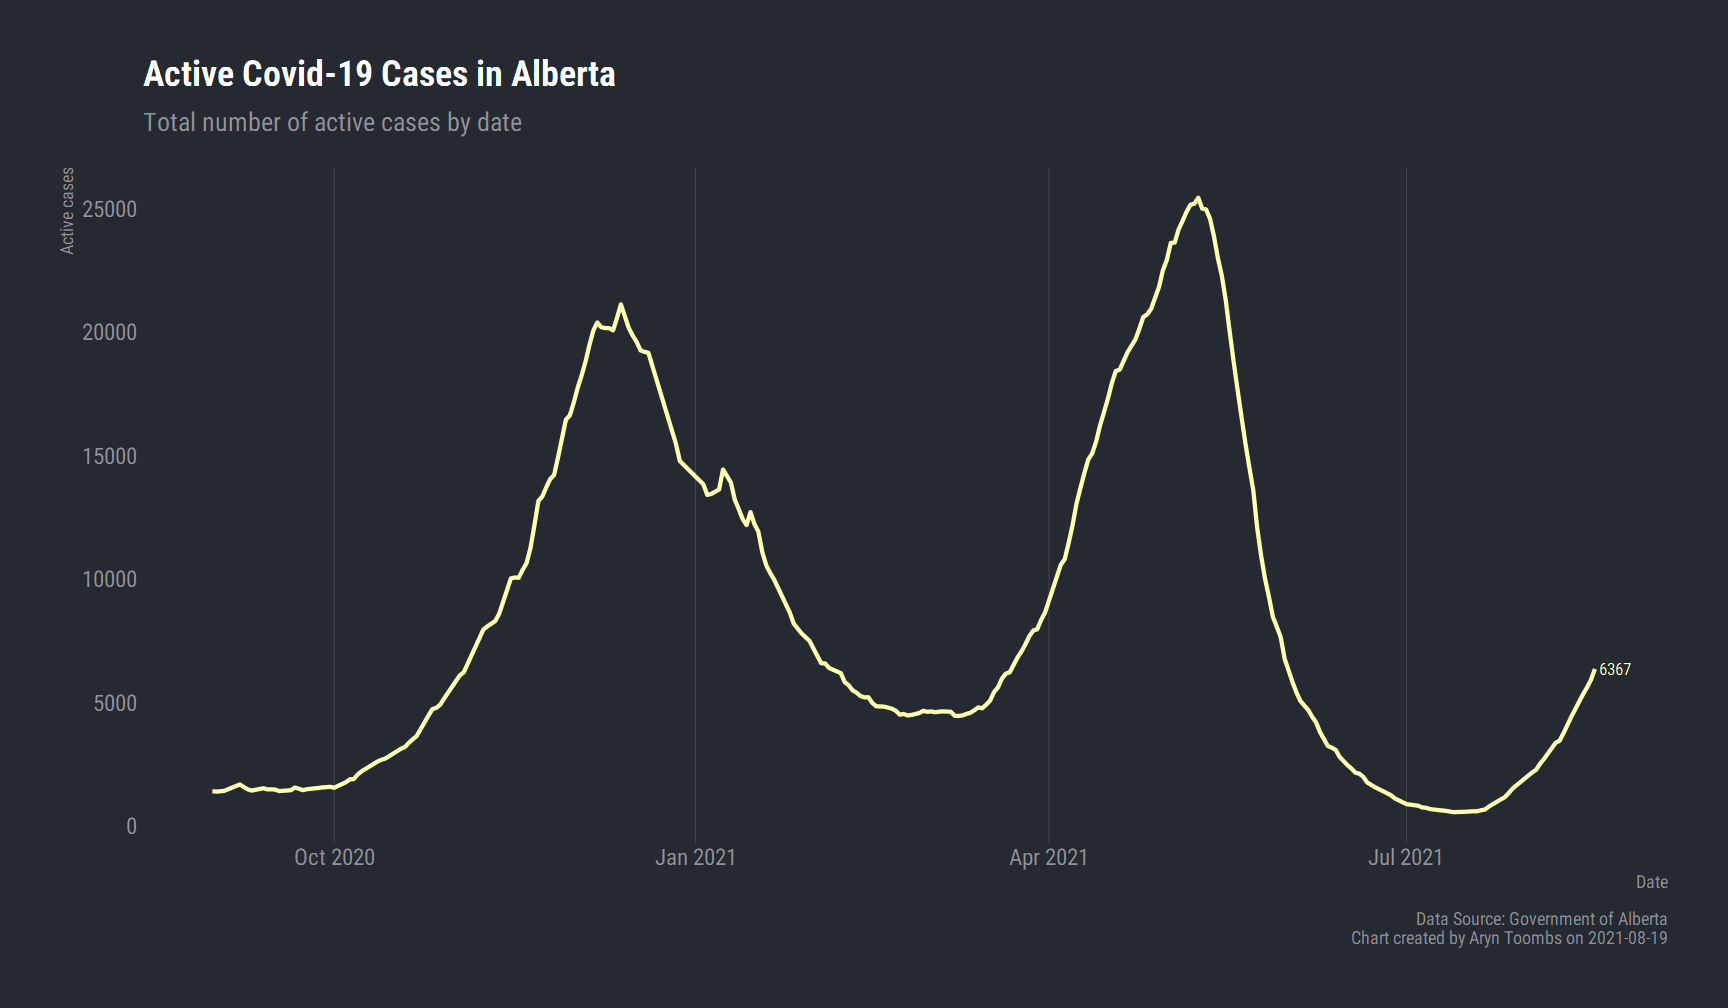 Active Covid-19 Cases in Alberta
Total number of active cases by date
Active cases
25000
20000
15000
10000
5000
0
6367
Oct 2020
Jan 2021
Apr 2021
Jul 2021
Date
Data Source: Government of Alberta
Chart created by Aryn Toombs on 2021-08-19